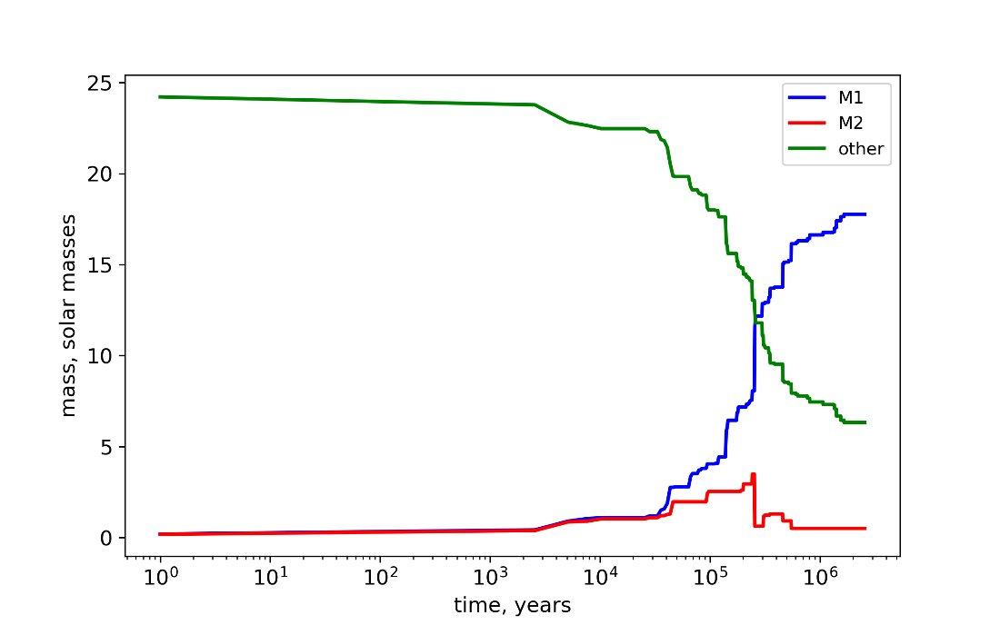 25
20
15
10
5
0
mass, solar masses
M1
M2
other
10⁰ 10¹ 10² 10³ 10⁴ 10⁵ 10⁶
time, years